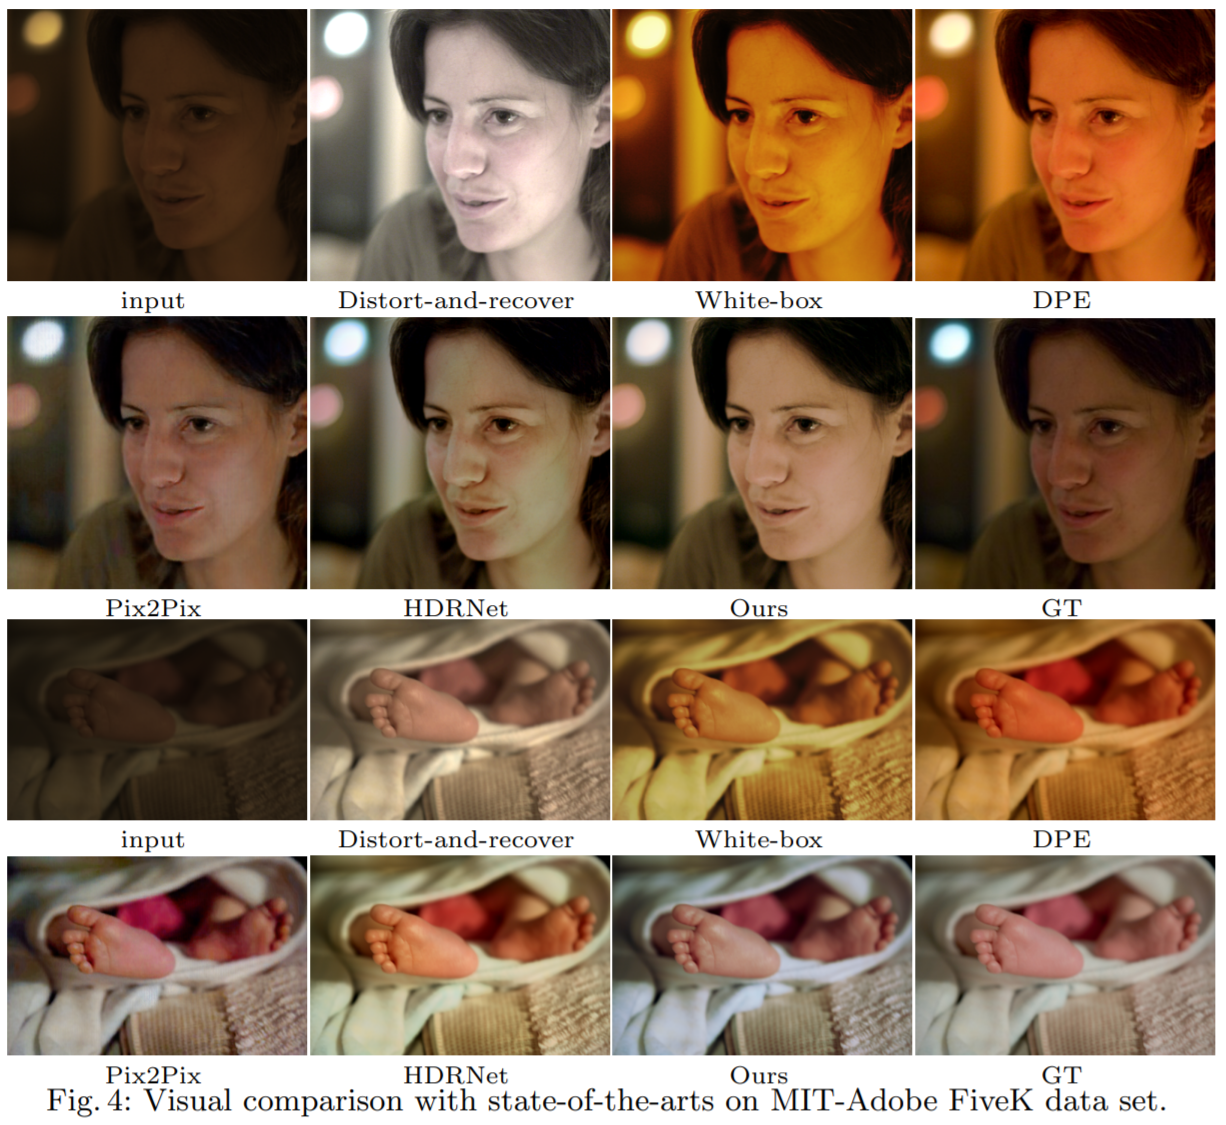 input Distort-and-recover White-box DPE
Pix2Pix HDRNet Ours GT
input Distort-and-recover White-box DPE
Pix2Pix HDRNet Ours GT
Fig. 4: Visual comparison with state-of-the-arts on MIT-Adobe FiveK data set.